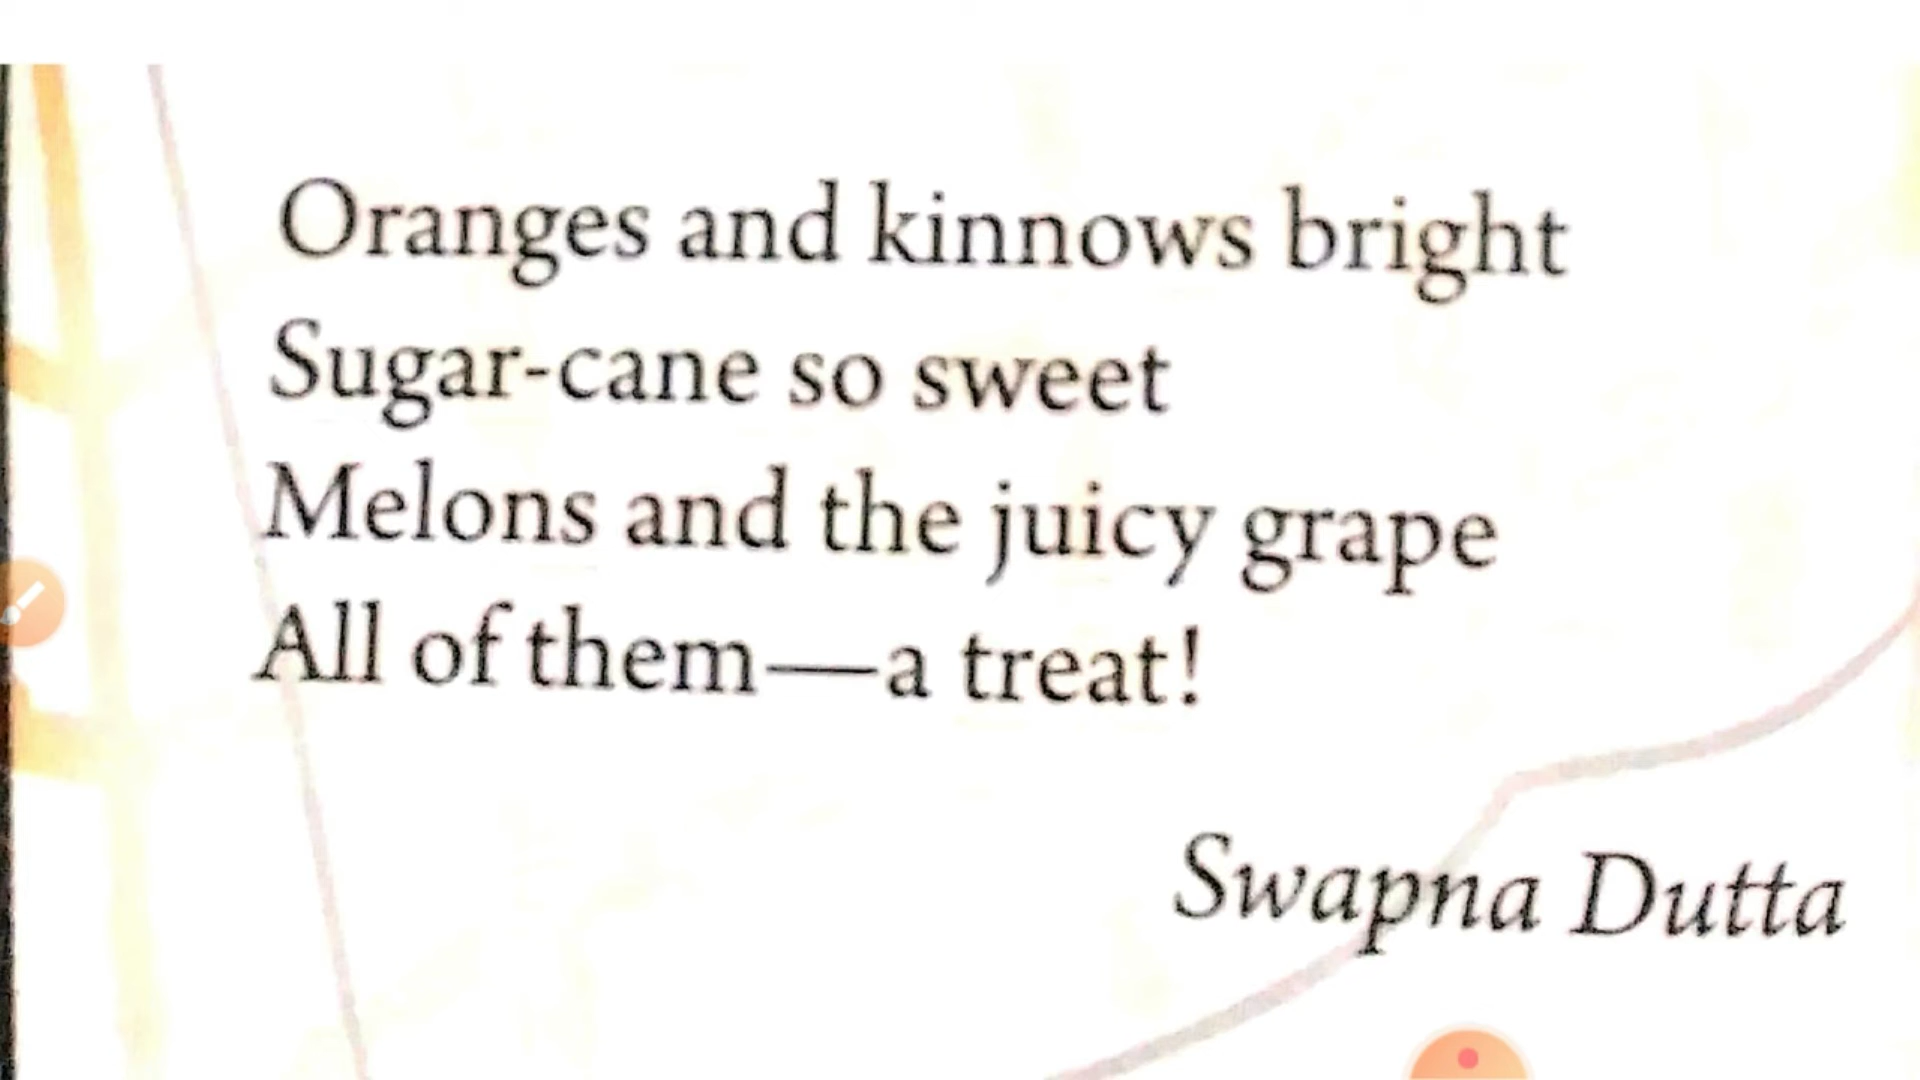 Oranges and kinnows bright
Sugar-cane so sweet
Melons and the juicy grape
All of them—a treat!
Swapna Dutta